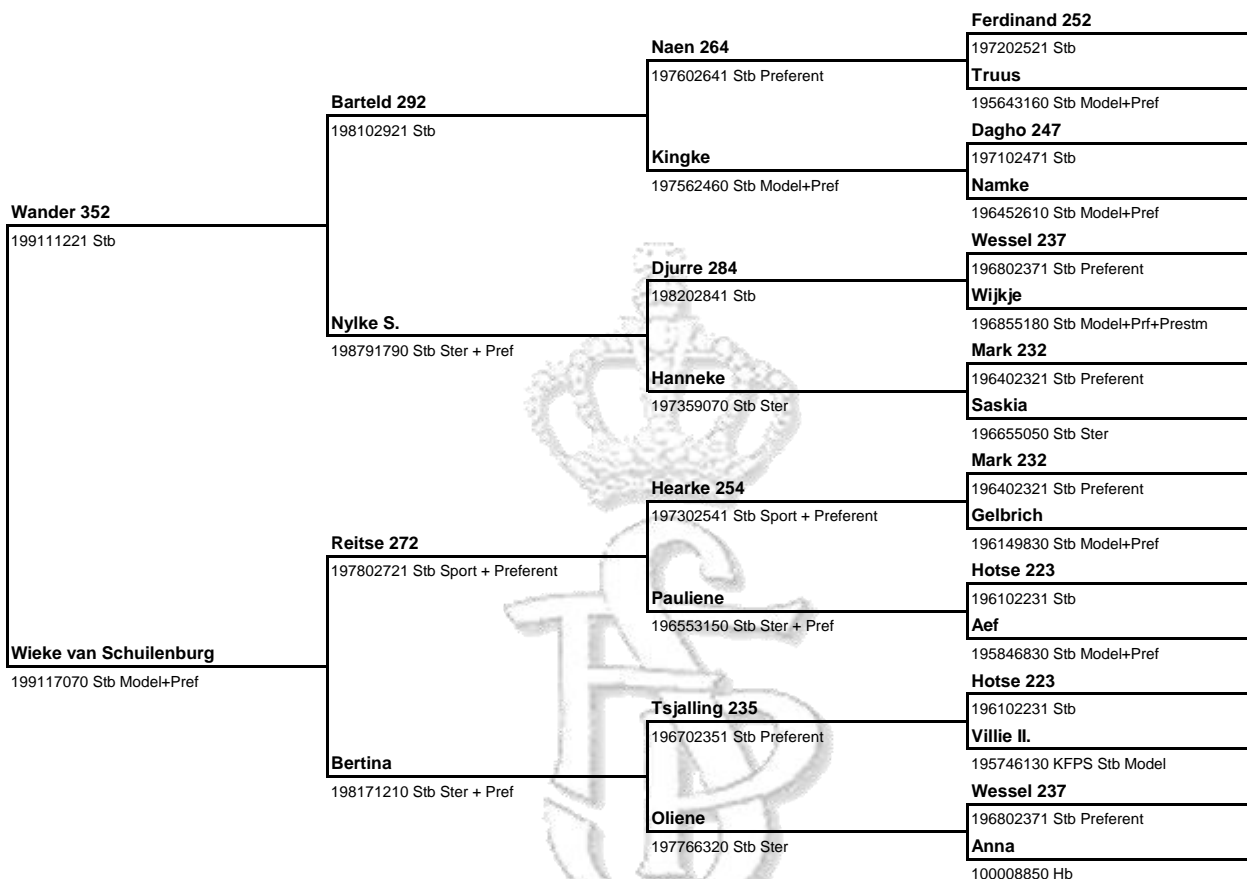 Ferdinand 252
Naen 264
197202521 Stb
197602641 Stb Preferent
Truus
Barteld 292
195643160 Stb Model+Pref
198102921 Stb
Dagho 247
Kingke
197102471 Stb
197562460 Stb Model+Pref
Namke
Wander 352
196452610 Stb Model+Pref
199111221 Stb
Wessel 237
Djurre 284
196802371 Stb Preferent
198202841 Stb
Wijkje
Nylke S.
196855180 Stb Model+Prf+Prestm
198791790 Stb Ster + Pref
Mark 232
Hanneke
196402321 Stb Preferent
197359070 Stb Ster
Saskia
196655050 Stb Ster
Mark 232
Hearke 254
196402321 Stb Preferent
197302541 Stb Sport + Preferent
Gelbrich
Reitse 272
196149830 Stb Model+Pref
197802721 Stb Sport + Preferent
Hotse 223
Pauliene
196102231 Stb
196553150 Stb Ster + Pref
Aef
Wieke van Schuilenburg
195846830 Stb Model+Pref
199117070 Stb Model+Pref
Hotse 223
Tsjalling 235
196102231 Stb
196702351 Stb Preferent
Villie II.
Bertina
195746130 KFPS Stb Model
198171210 Stb Ster + Pref
Wessel 237
Oliene
196802371 Stb Preferent
197766320 Stb Ster
Anna
100008850 Hb